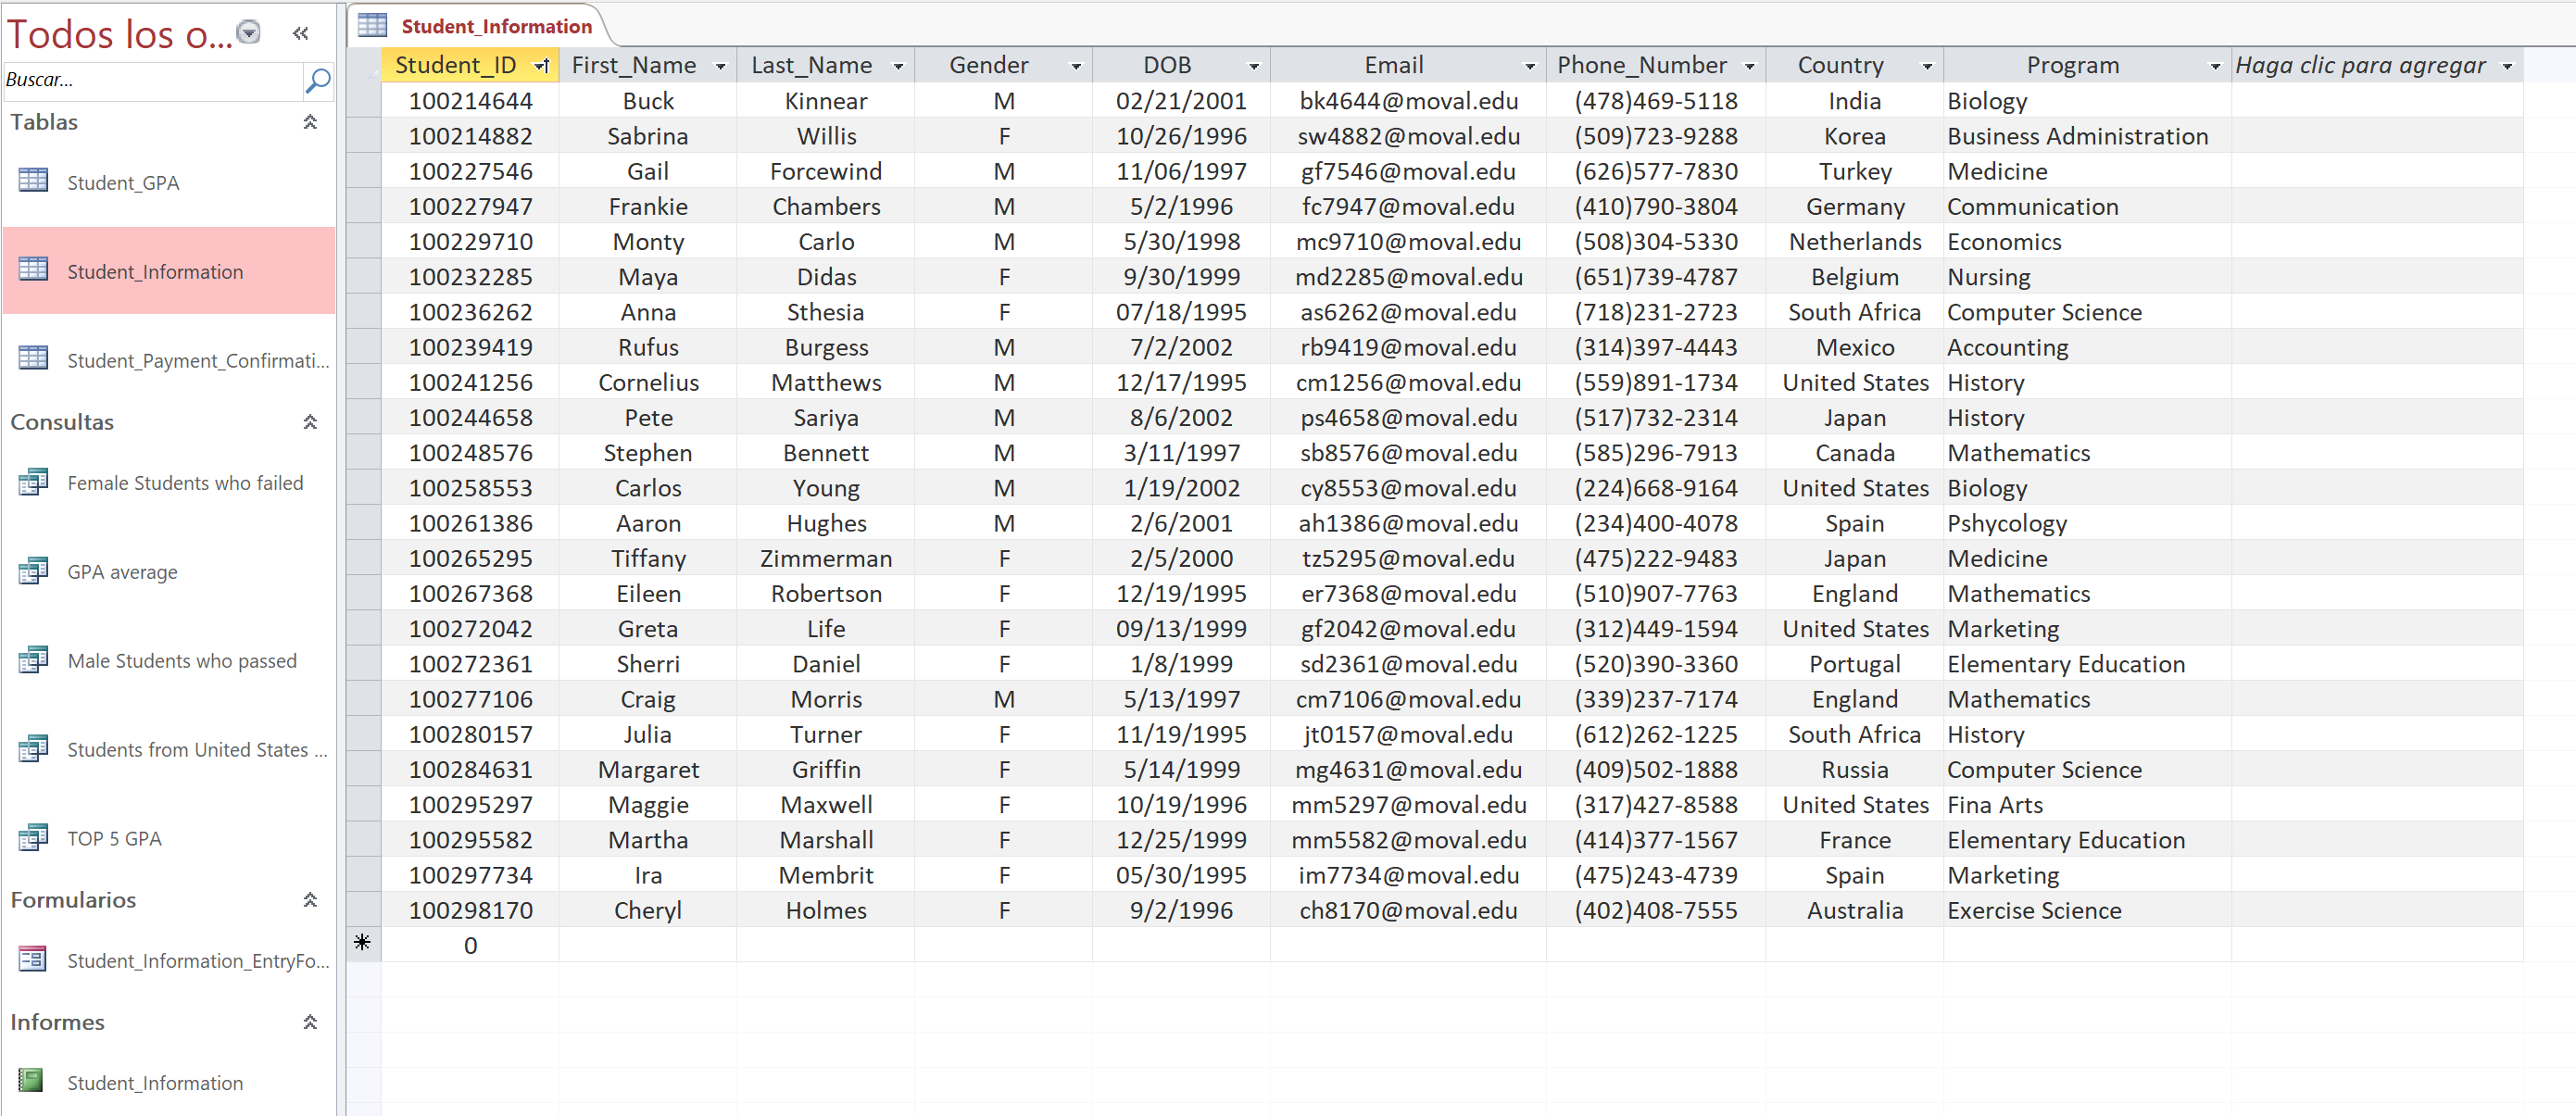 Todos los o...
Buscar...
Tablas
Student_GPA
Student_Information
Student_Payment_Confirmati...
Consultas
Female Students who failed
GPA average
Male Students who passed
Students from United States ...
TOP 5 GPA
Formularios
Student_Information_EntryFo...
Informes
Student_Information
Student_Information
Student_ID First_Name Last_Name Gender DOB Email Phone_Number Country Program Haga clic para agregar
100214644 Buck Kinnear M 02/21/2001 bk4644@moval.edu (478)469-5118 India Biology
100214882 Sabrina Willis F 10/26/1996 sw4882@moval.edu (509)723-9288 Korea Business Administration
100227546 Gail Forcewind M 11/06/1997 gf7546@moval.edu (626)577-7830 Turkey Medicine
100227947 Frankie Chambers M 5/2/1996 fc7947@moval.edu (410)790-3804 Germany Communication
100229710 Monty Carlo M 5/30/1998 mc9710@moval.edu (508)304-5330 Netherlands Economics
100232285 Maya Didas F 9/30/1999 md2285@moval.edu (651)739-4787 Belgium Nursing
100236262 Anna Sthesia F 07/18/1995 as6262@moval.edu (718)231-2723 South Africa Computer Science
100239419 Rufus Burgess M 7/2/2002 rb9419@moval.edu (314)397-4443 Mexico Accounting
100241256 Cornelius Matthews M 12/17/1995 cm1256@moval.edu (559)891-1734 United States History
100244658 Pete Sariya M 8/6/2002 ps4658@moval.edu (517)732-2314 Japan History
100248576 Stephen Bennett M 3/11/1997 sb8576@moval.edu (585)296-7913 Canada Mathematics
100258553 Carlos Young M 1/19/2002 cy8553@moval.edu (224)668-9164 United States Biology
100261386 Aaron Hughes M 2/6/2001 ah1386@moval.edu (234)400-4078 Spain Pshycology
100265295 Tiffany Zimmerman F 2/5/2000 tz5295@moval.edu (475)222-9483 Japan Medicine
100267368 Eileen Robertson F 12/19/1995 er7368@moval.edu (510)907-7763 England Mathematics
100272042 Greta Life F 09/13/1999 gf2042@moval.edu (312)449-1594 United States Marketing
100272361 Sherri Daniel F 1/8/1999 sd2361@moval.edu (520)390-3360 Portugal Elementary Education
100277106 Craig Morris M 5/13/1997 cm7106@moval.edu (339)237-7174 England Mathematics
100280157 Julia Turner F 11/19/1995 jt0157@moval.edu (612)262-1225 South Africa History
100284631 Margaret Griffin F 5/14/1999 mg4631@moval.edu (409)502-1888 Russia Computer Science
100295297 Maggie Maxwell F 10/19/1996 mm5297@moval.edu (317)427-8588 United States Fina Arts
100295582 Martha Marshall F 12/25/1999 mm5582@moval.edu (414)377-1567 France Elementary Education
100297734 Ira Membrit F 05/30/1995 im7734@moval.edu (475)243-4739 Spain Marketing
100298170 Cheryl Holmes F 9/2/1996 ch8170@moval.edu (402)408-7555 Australia Exercise Science
0